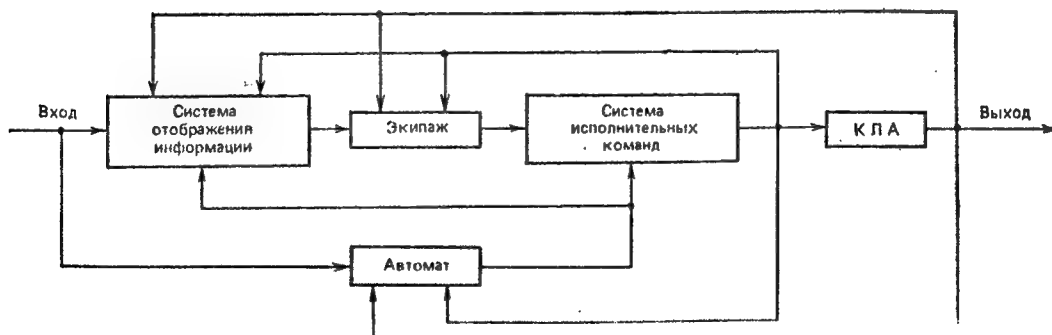 Вход
Система
отображения
информации
Экипаж
Система
исполнительных
команд
КЛА
Выход
Автомат